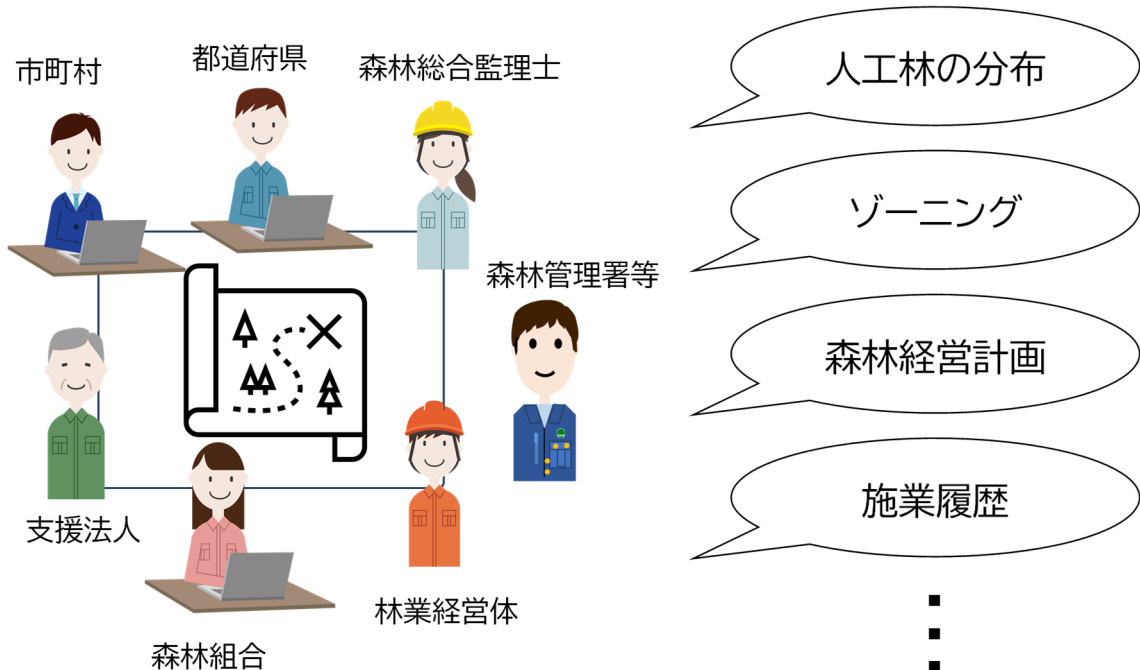 市町村
都道府県
森林総合監理士
森林管理署等
支援法人
森林組合
林業経営体
人工林の分布
ゾーニング
森林経営計画
施業履歴